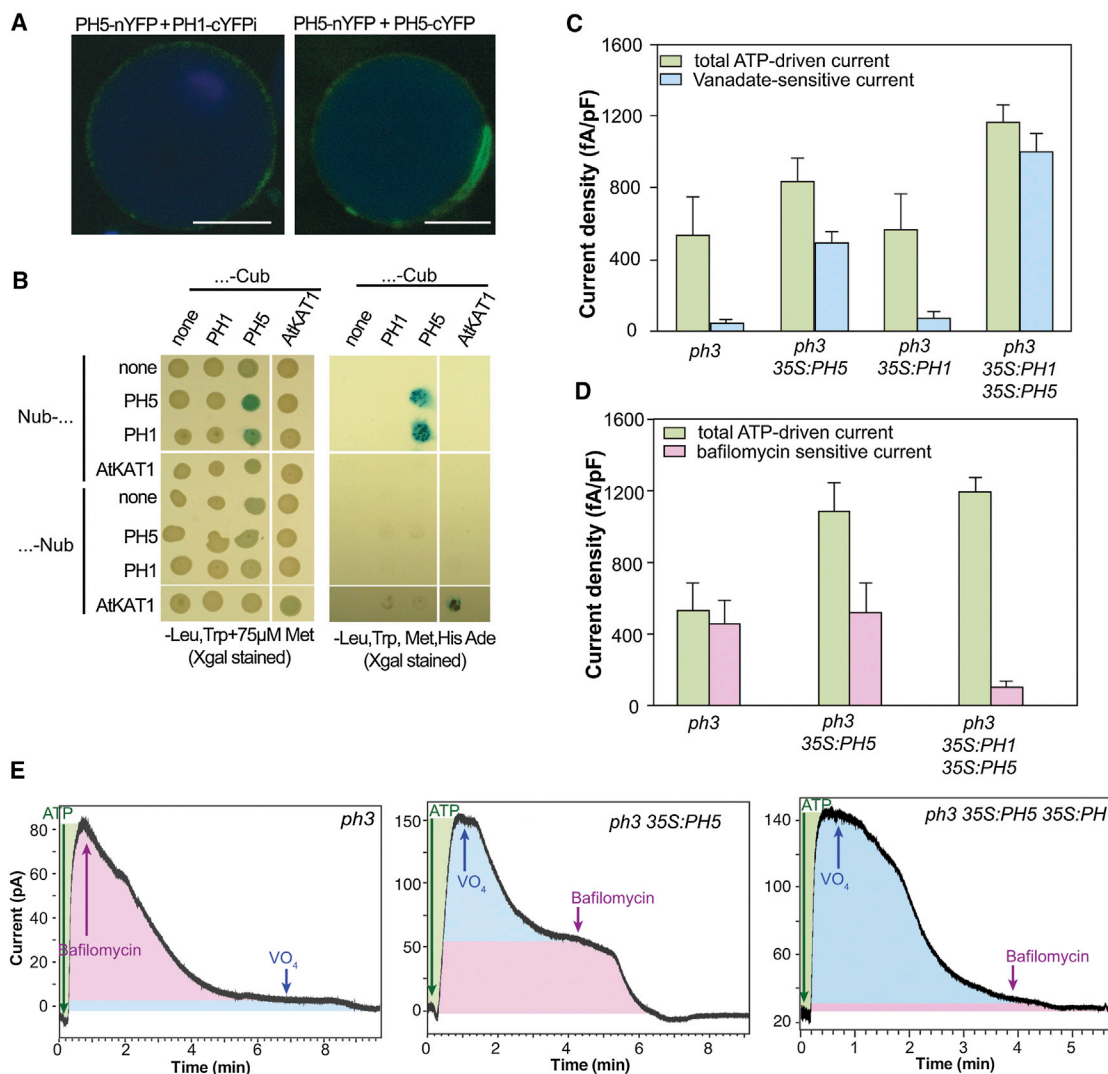 A
PH5-nYFP + PH1-cYFPi
PH5-nYFP + PH5-cYFP
B
...-Cub
...-Cub
none
PH1
PH5
AtKAT1
none
PH1
PH5
AtKAT1
Nub-...
none
PH5
PH1
AtKAT1
...-Nub
none
PH5
PH1
AtKAT1
-Leu,Trp+75µM Met
(Xgal stained)
-Leu,Trp, Met,His Ade
(Xgal stained)
C
Current density (fA/pF)
1600
1200
800
400
0
total ATP-driven current
Vanadate-sensitive current
ph3
ph3
35S:PH5
ph3
35S:PH1
ph3
35S:PH1
35S:PH5
D
Current density (fA/pF)
1600
1200
800
400
0
total ATP-driven current
bafilomycin sensitive current
ph3
ph3
35S:PH5
ph3
35S:PH1
35S:PH5
E
Current (pA)
80
60
40
20
0
ATP
ph3
Bafilomycin
VO4
0 2 4 6 8
Time (min)
150
100
50
0
ATP
ph3 35S:PH5
VO4
Bafilomycin
0 2 4 6 8
Time (min)
140
100
60
20
ATP
ph3 35S:PH5 35S:PH
VO4
Bafilomycin
0 1 2 3 4 5
Time (min)